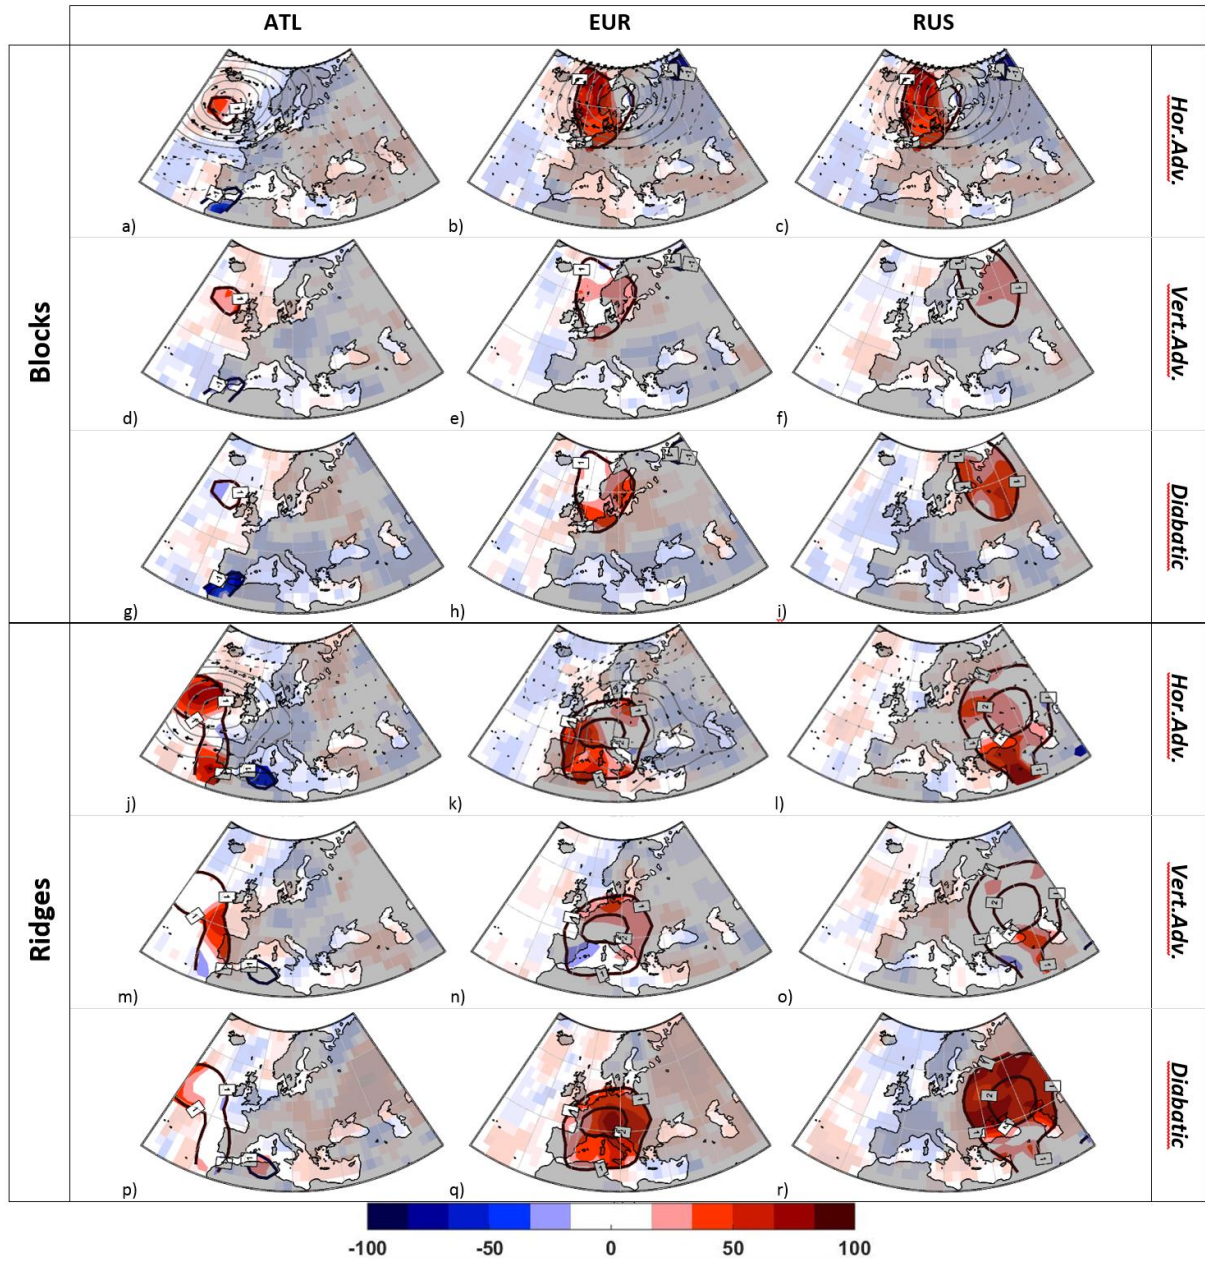 ATL EUR RUS
Blocks
a) b) c) Hor.Adv.
d) e) f) Vert.Adv.
g) h) i) Diabatic
Ridges
j) k) l) Hor.Adv.
m) n) o) Vert.Adv.
p) q) r) Diabatic
-100 -50 0 50 100